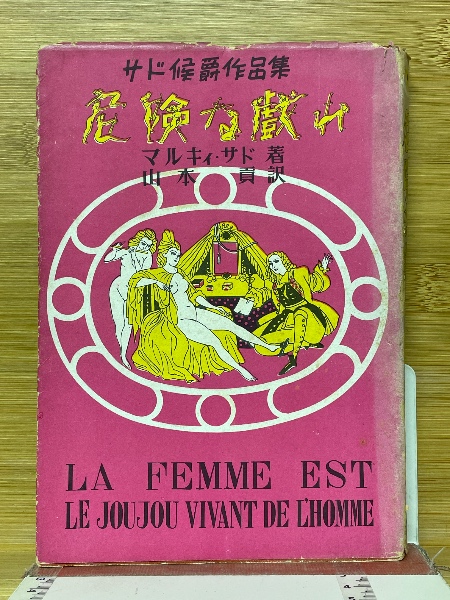 サド侯爵作品集
危険な戯れ
マルキィ・サド 著
山本 貢 訳
LA FEMME EST
LE JOUJOU VIVANT DE L'HOMME